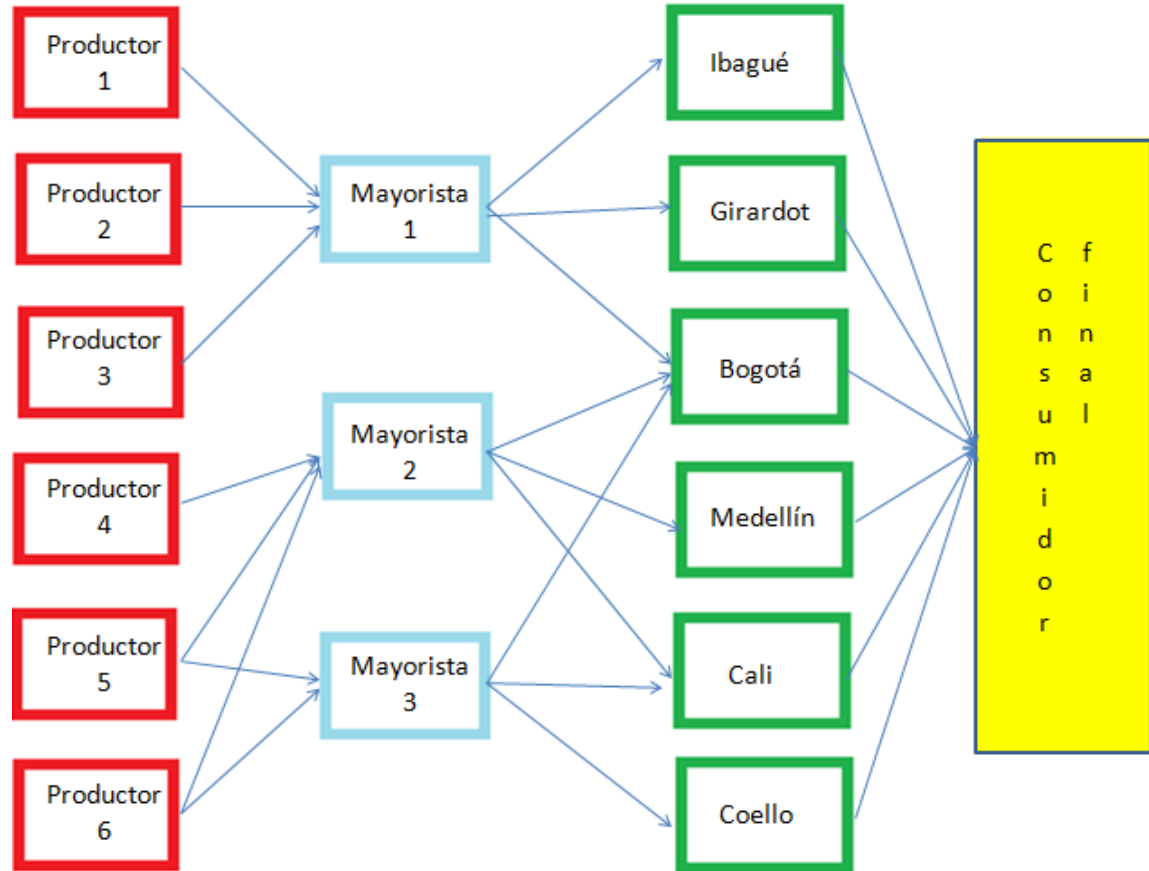 Productor
1
Productor
2
Productor
3
Productor
4
Productor
5
Productor
6
Mayorista
1
Mayorista
2
Mayorista
3
Ibagué
Girardot
Bogotá
Medellín
Cali
Coello
Consumidor
final